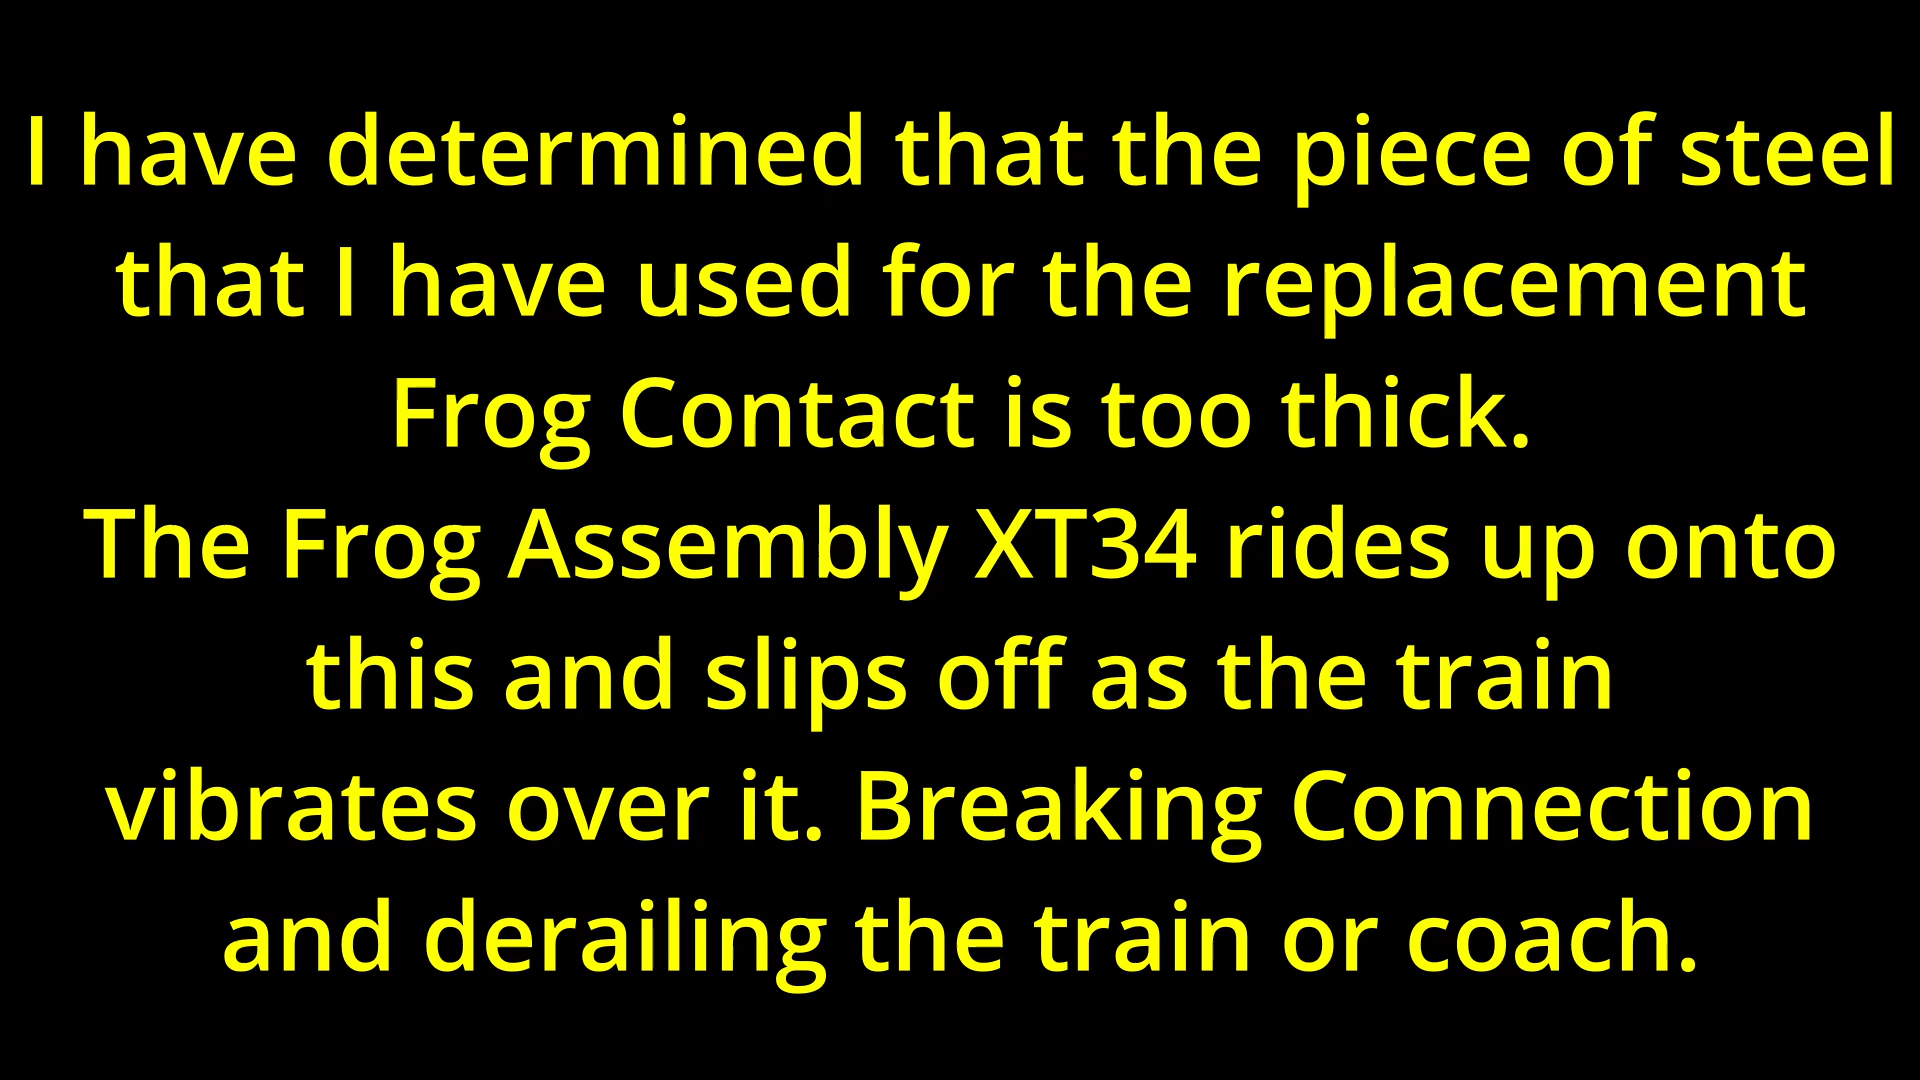 I have determined that the piece of steel
that I have used for the replacement
Frog Contact is too thick.
The Frog Assembly XT34 rides up onto
this and slips off as the train
vibrates over it. Breaking Connection
and derailing the train or coach.